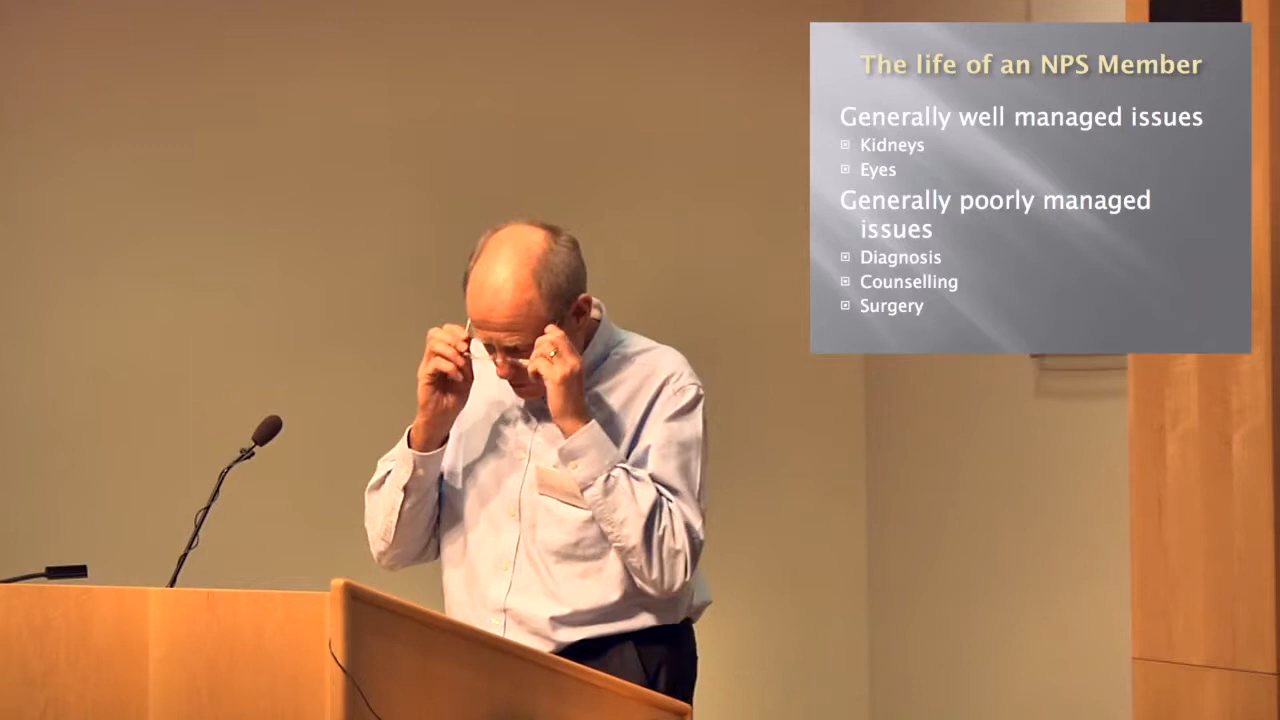 The life of an NPS Member
Generally well managed issues
Kidneys
Eyes
Generally poorly managed
issues
Diagnosis
Counselling
Surgery